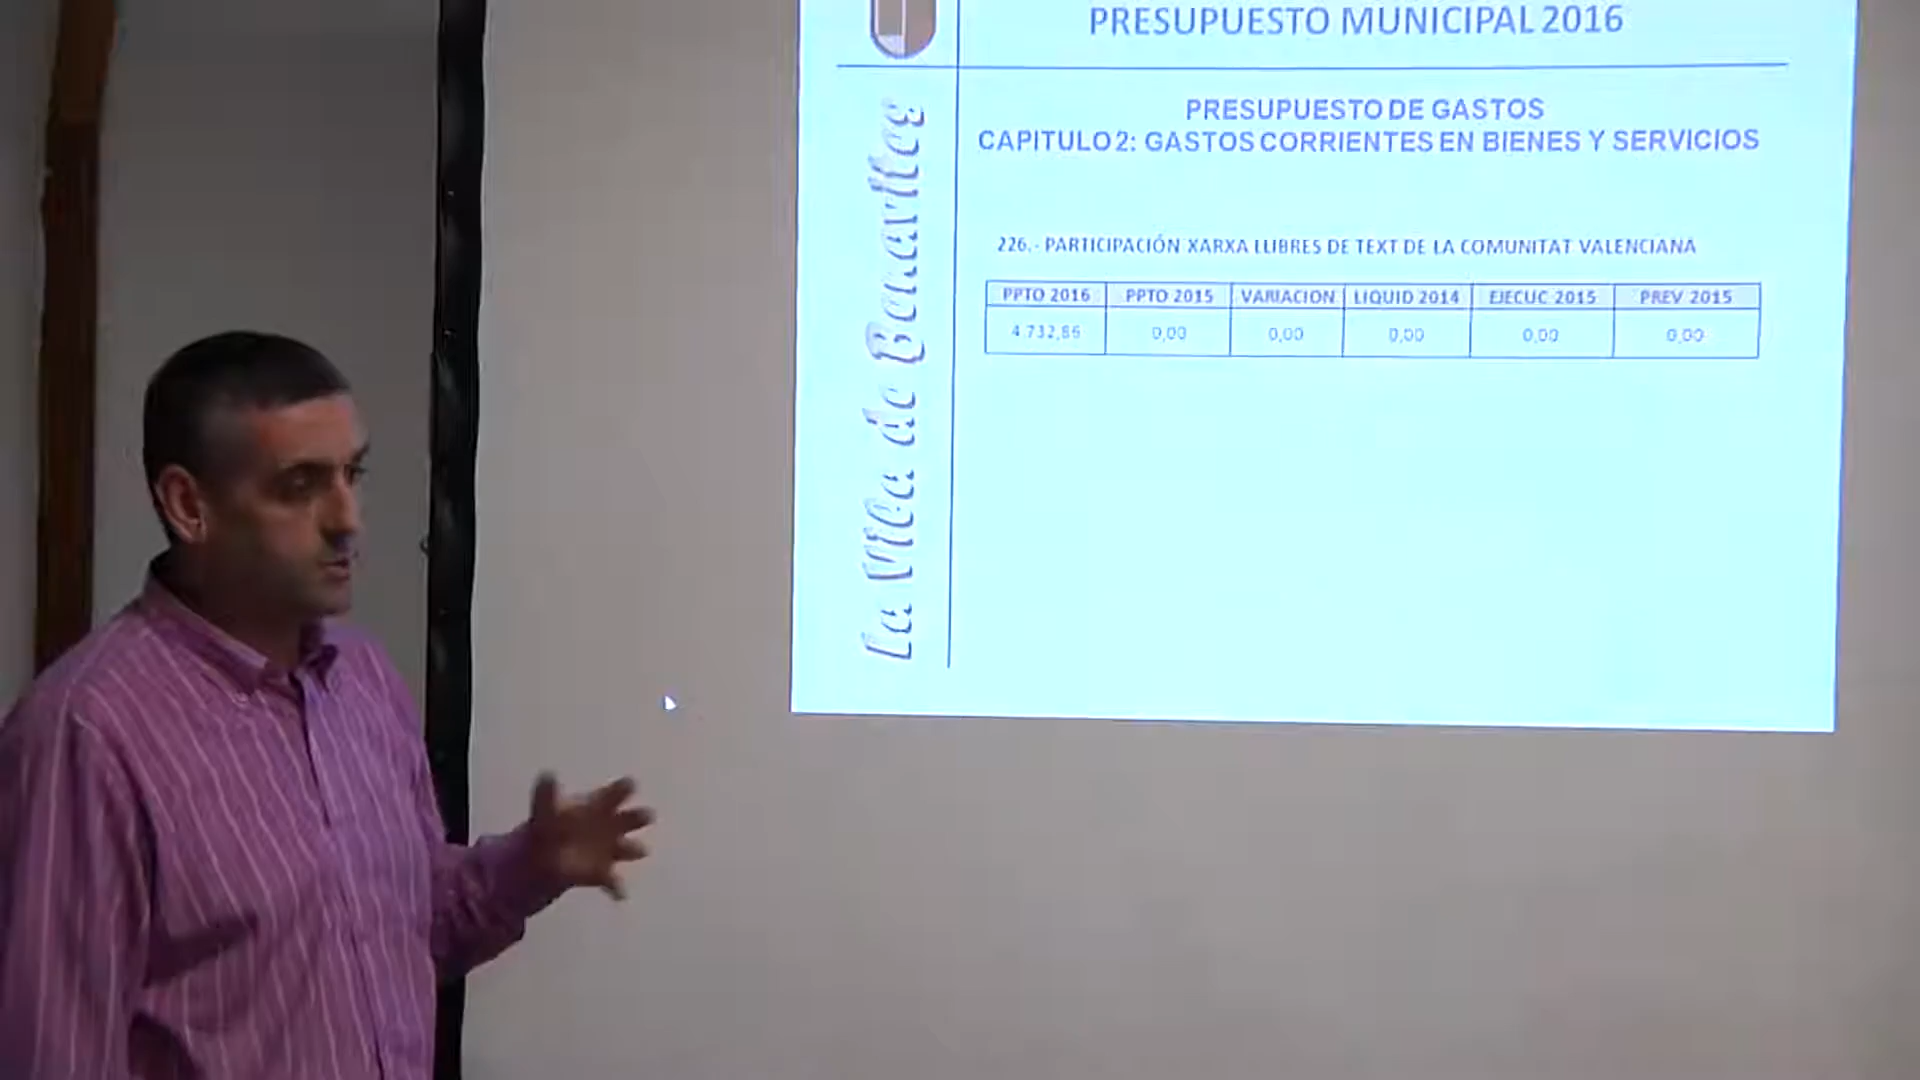 PRESUPUESTO MUNICIPAL 2016
PRESUPUESTO DE GASTOS
CAPITULO 2: GASTOS CORRIENTES EN BIENES Y SERVICIOS
La Vila de Benavites
226.- PARTICIPACIÓN XARXA LLIBRES DE TEXT DE LA COMUNITAT VALENCIANA
PPTO 2016 PPTO 2015 VARIACION LIQUID 2014 EJECUC 2015 PREV 2015
4.732,86 0,00 0,00 0,00 0,00 0,00